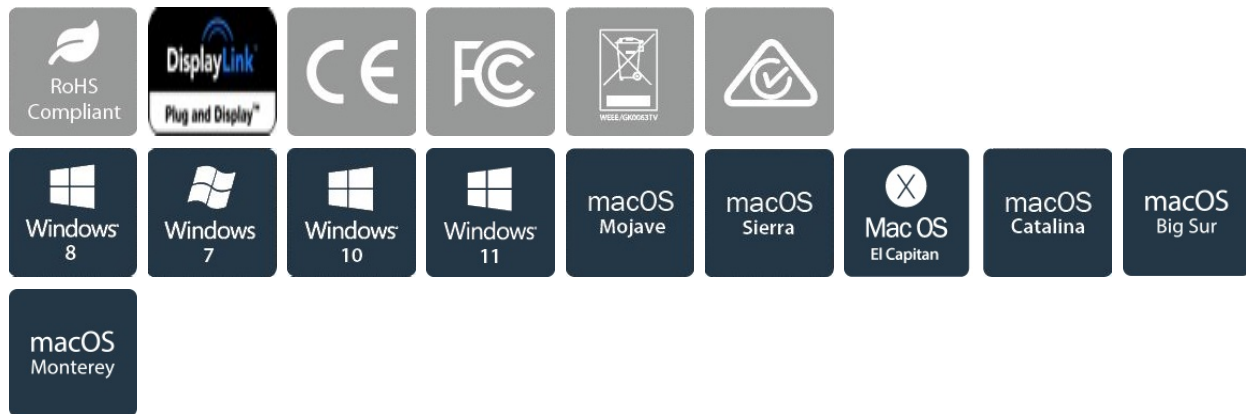 RoHS
Compliant
DisplayLink
Plug and Display™
CE
FC
WEEE/GK0063TV
Windows
8
Windows
7
Windows
10
Windows
11
macOS
Mojave
macOS
Sierra
X
Mac OS
El Capitan
macOS
Catalina
macOS
Big Sur
macOS
Monterey